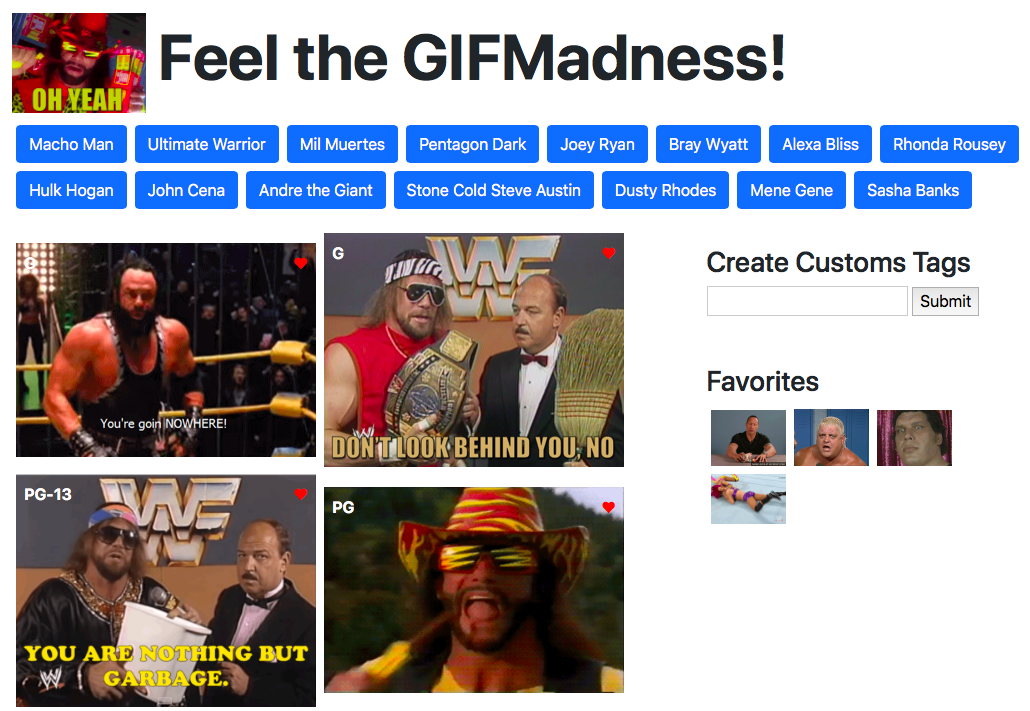 OH YEAH
Feel the GIFMadness!
Macho Man
Ultimate Warrior
Mil Muertes
Pentagon Dark
Joey Ryan
Bray Wyatt
Alexa Bliss
Rhonda Rousey
Hulk Hogan
John Cena
Andre the Giant
Stone Cold Steve Austin
Dusty Rhodes
Mene Gene
Sasha Banks
G
You're goin NOWHERE!
G
WF
DON'T LOOK BEHIND YOU, NO
PG-13
WF
YOU ARE NOTHING BUT
GARBAGE.
W
PG
Create Customs Tags
Submit
Favorites